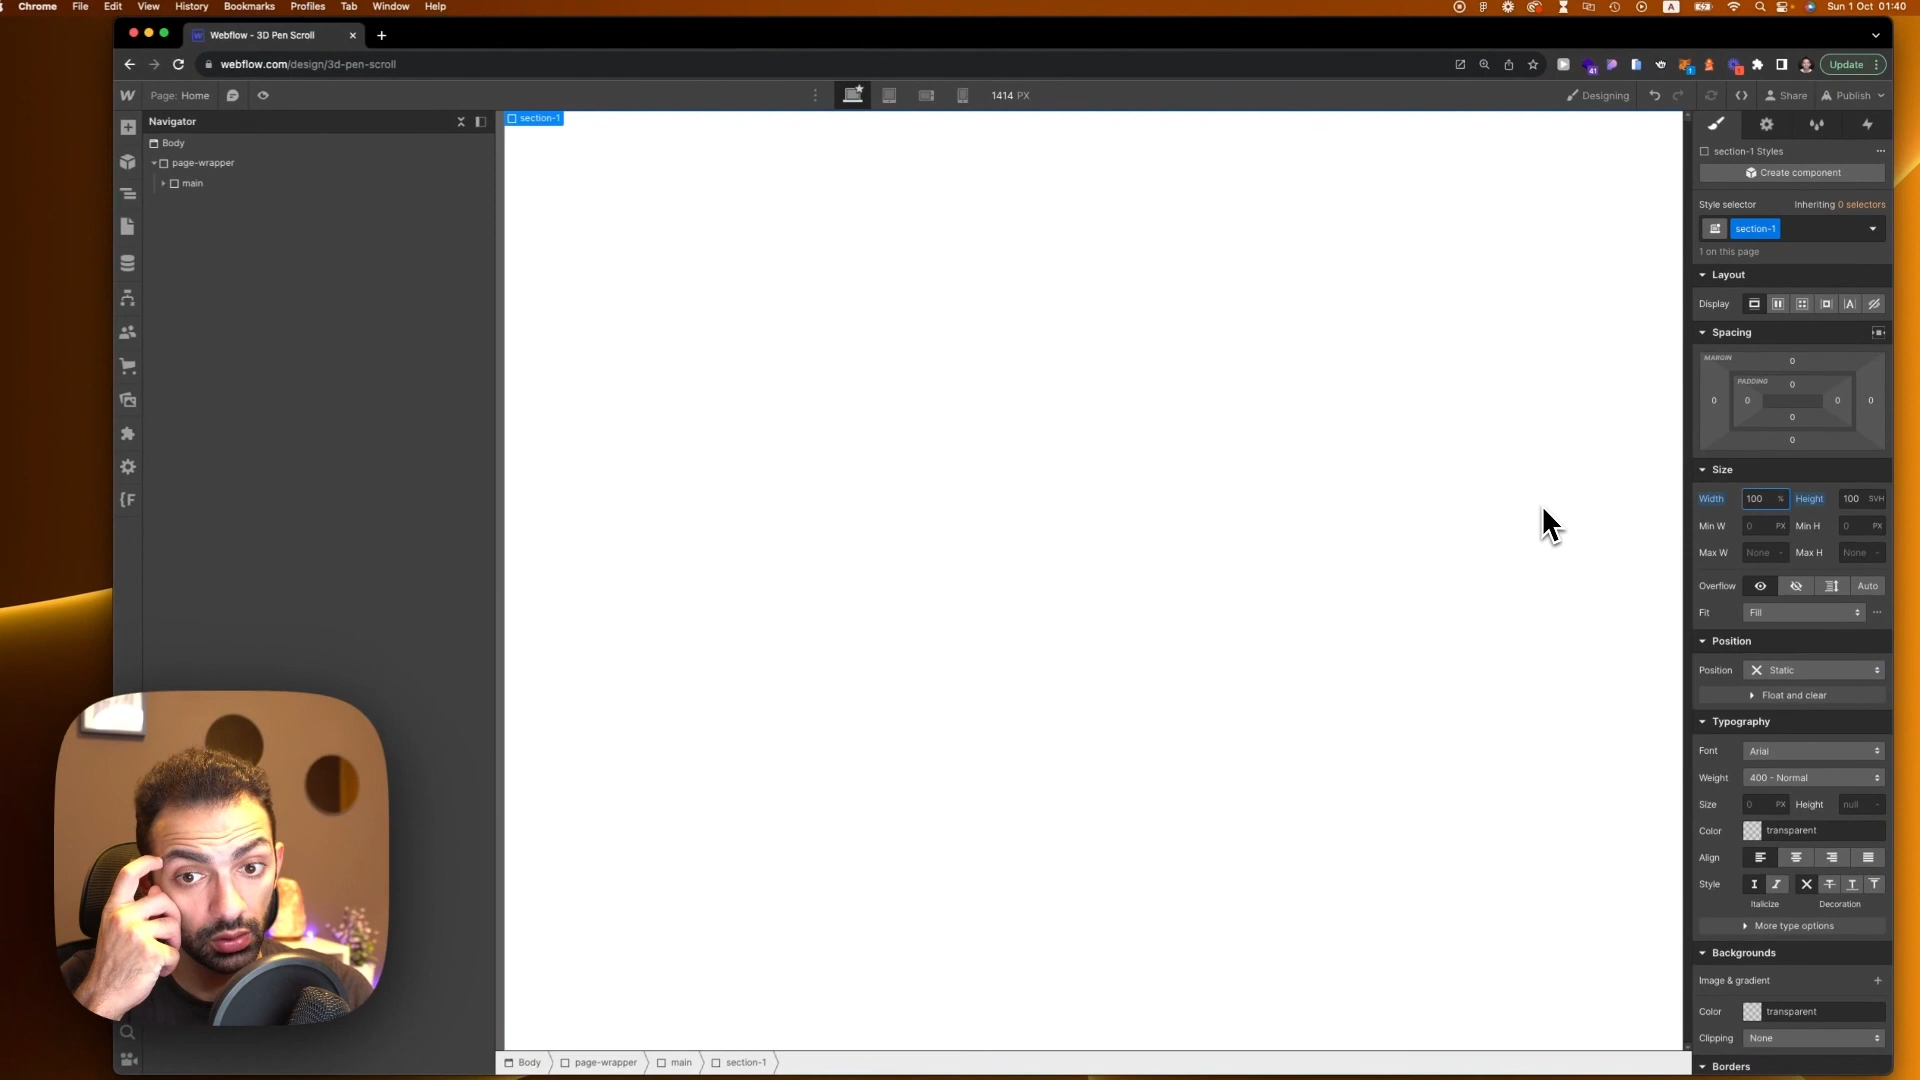 Chrome File Edit View History Bookmarks Profiles Tab Window Help A Sun 1 Oct 01:40
Webflow - 3D Pen Scroll
webflow.com/design/3d-pen-scroll 41 1 1 Update
Page: Home 1414 PX Designing Share Publish
Navigator
Body
page-wrapper
main
section-1
section-1 Styles
Create component
Style selector Inheriting 0 selectors
section-1
1 on this page
Layout
Display
Spacing
MARGIN 0
PADDING 0
0 0 0 0
0
0
Size
Width 100 % Height 100 SVH
Min W 0 PX Min H 0 PX
Max W None - Max H None -
Overflow Auto
Fit Fill
Position
Position Static
Float and clear
Typography
Font Arial
Weight 400 - Normal
Size 0 PX Height null -
Color transparent
Align
Style
Italicize Decoration
More type options
Backgrounds
Image & gradient
Color transparent
Clipping None
Borders
Body page-wrapper main section-1